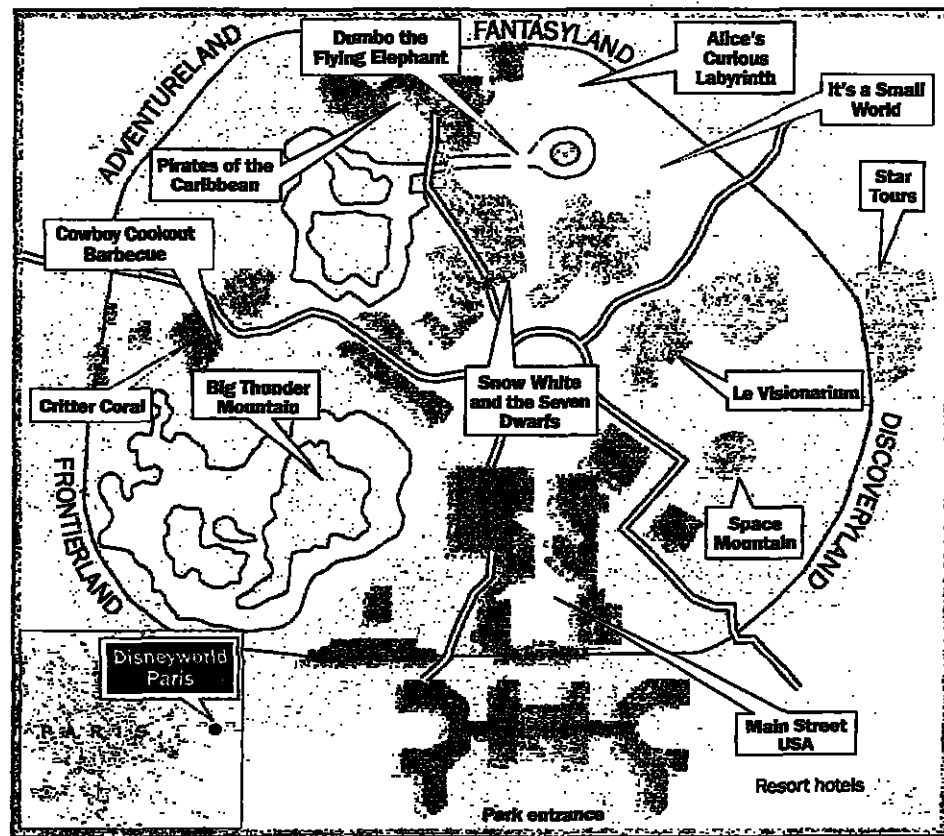 Dumbo the
Flying Elephant
FANTASYLAND
Alice's
Curious
Labyrinth
It's a Small
World
ADVENTURELAND
Pirates of the
Caribbean
Star
Tours
Cowboy Cookout
Barbecue
Critter Coral
Big Thunder
Mountain
Snow White
and the Seven
Dwarfs
Le Visionarium
DISCOVERYLAND
FRONTIERLAND
Space
Mountain
Disneyworld
Paris
PARIS
Main Street
USA
Resort hotels
Park entrance